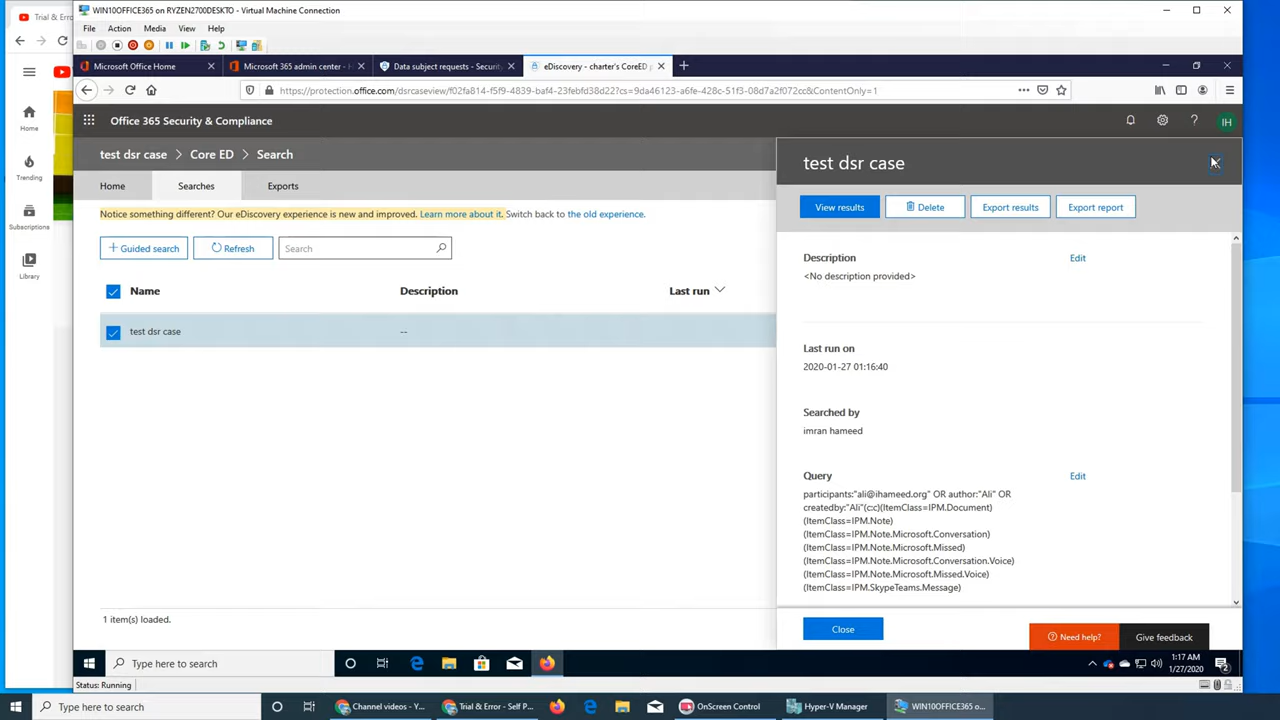 Trial & Erro
WIN10OFFICE365 on RYZEN2700DESKTO - Virtual Machine Connection
File Action Media View Help
Microsoft Office Home
Microsoft 365 admin center - H
Data subject requests - Security
eDiscovery - charter's CoreED p
https://protection.office.com/dsrcaseview/f02fa814-f5f9-4839-baf4-23febfd38d22?cs=9da46123-a6fe-428c-51f3-08d7a2f072cc&ContentOnly=1
Office 365 Security & Compliance
IH
Home
Trending
Subscriptions
Library
test dsr case > Core ED > Search
Home Searches Exports
Notice something different? Our eDiscovery experience is new and improved. Learn more about it. Switch back to the old experience.
+ Guided search Refresh Search
Name Description Last run
test dsr case --
1 item(s) loaded.
test dsr case
View results Delete Export results Export report
Description Edit
<No description provided>
Last run on
2020-01-27 01:16:40
Searched by
imran hameed
Query Edit
participants:"ali@ihameed.org" OR author:"Ali" OR
createdby:"Ali"(c:c)(ItemClass=IPM.Document)
(ItemClass=IPM.Note)
(ItemClass=IPM.Note.Microsoft.Conversation)
(ItemClass=IPM.Note.Microsoft.Missed)
(ItemClass=IPM.Note.Microsoft.Conversation.Voice)
(ItemClass=IPM.Note.Microsoft.Missed.Voice)
(ItemClass=IPM.SkypeTeams.Message)
Close
Need help? Give feedback
Type here to search
1:17 AM
1/27/2020
2
Status: Running
Type here to search
Channel videos - Y...
Trial & Error - Self P...
OnScreen Control
Hyper-V Manager
WIN10OFFICE365 o...